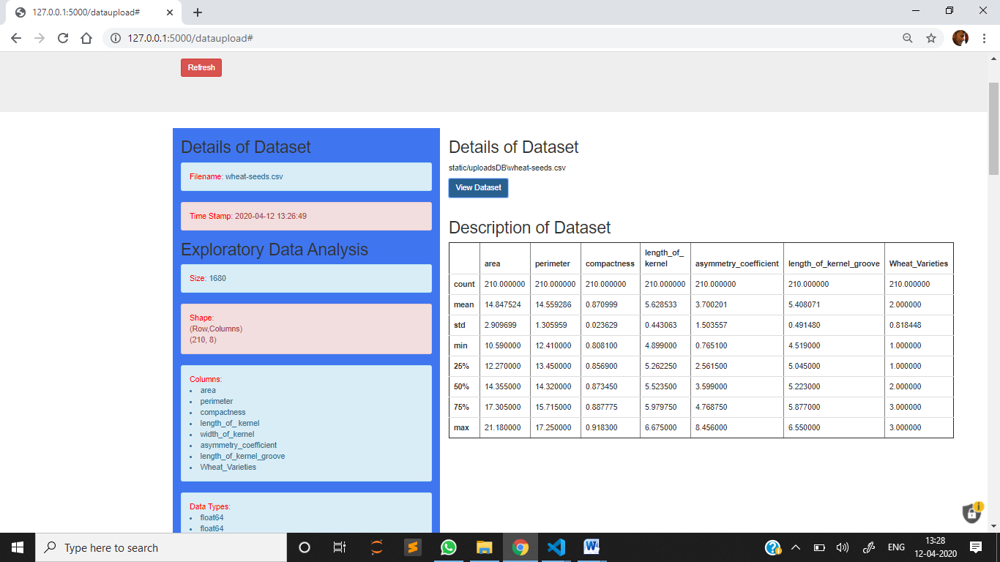 127.0.0.1:5000/dataupload#
127.0.0.1:5000/dataupload#
Refresh
Details of Dataset
Filename: wheat-seeds.csv
Time Stamp: 2020-04-12 13:26:49
Exploratory Data Analysis
Size: 1680
Shape:
(Row,Columns)
(210, 8)
Columns:
• area
• perimeter
• compactness
• length_of_ kernel
• width_of_kernel
• asymmetry_coefficient
• length_of_kernel_groove
• Wheat_Varieties
Data Types:
• float64
• float64
Details of Dataset
static/uploadsDB\wheat-seeds.csv
View Dataset
Description of Dataset
area perimeter compactness length_of_ kernel asymmetry_coefficient length_of_kernel_groove Wheat_Varieties
count 210.000000 210.000000 210.000000 210.000000 210.000000 210.000000 210.000000
mean 14.847524 14.559286 0.870999 5.628533 3.700201 5.408071 2.000000
std 2.909699 1.305959 0.023629 0.443063 1.503557 0.491480 0.818448
min 10.590000 12.410000 0.808100 4.899000 0.765100 4.519000 1.000000
25% 12.270000 13.450000 0.856900 5.262250 2.561500 5.045000 1.000000
50% 14.355000 14.320000 0.873450 5.523500 3.599000 5.223000 2.000000
75% 17.305000 15.715000 0.887775 5.979750 4.768750 5.877000 3.000000
max 21.180000 17.250000 0.918300 6.675000 8.456000 6.550000 3.000000
Type here to search
ENG
13:28
12-04-2020